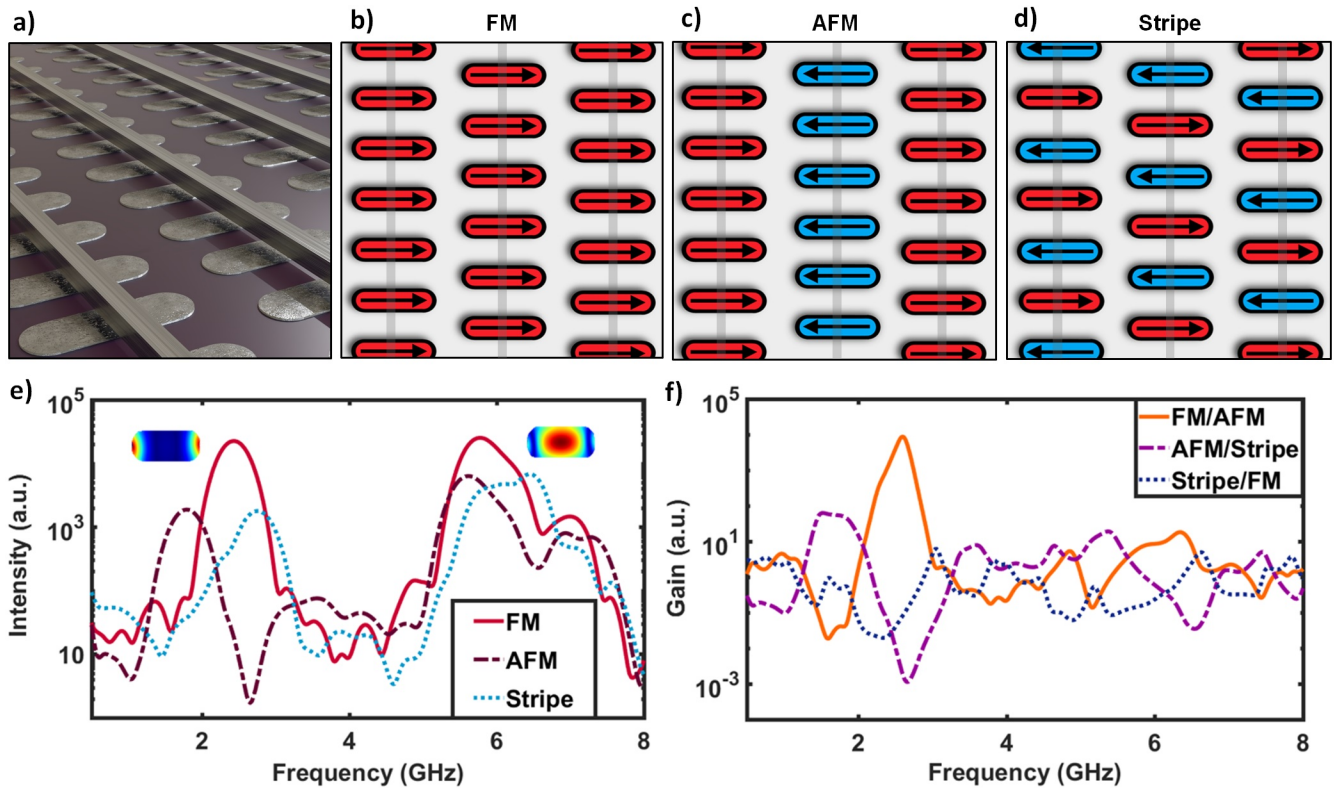 a)
b)
FM
c)
AFM
d)
Stripe
e)
10^5
10^3
10
Intensity (a.u.)
2
4
6
8
Frequency (GHz)
FM
AFM
Stripe
f)
10^5
10^1
10^-3
Gain (a.u.)
2
4
6
8
Frequency (GHz)
FM/AFM
AFM/Stripe
Stripe/FM